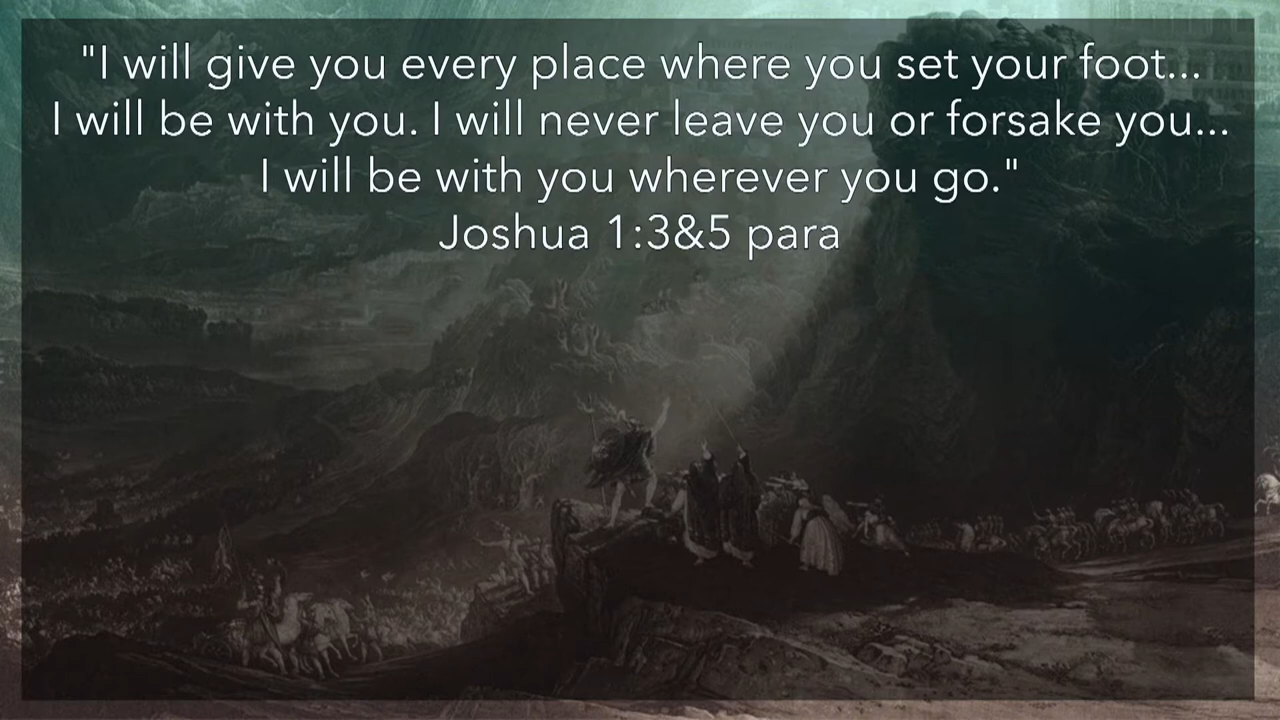 "I will give you every place where you set your foot...
I will be with you. I will never leave you or forsake you...
I will be with you wherever you go."
Joshua 1:3&5 para